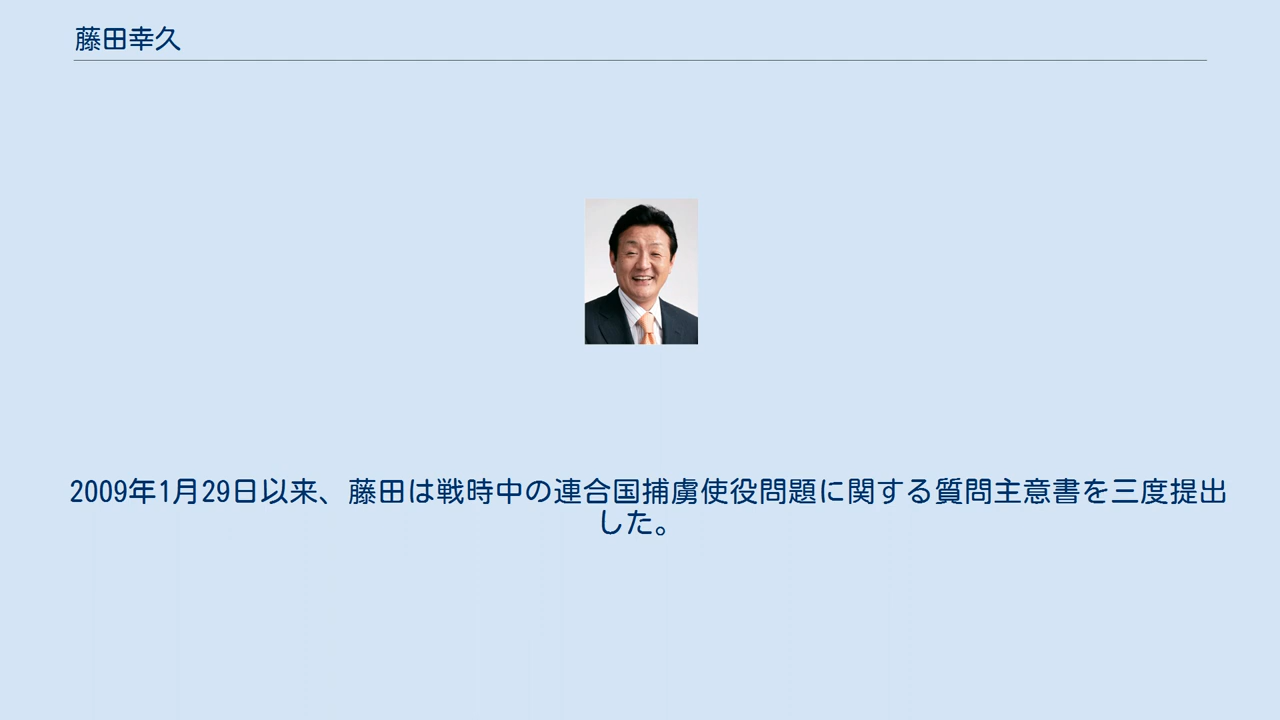 藤田幸久
2009年1月29日以来、藤田は戦時中の連合国捕虜使役問題に関する質問主意書を三度提出
した。